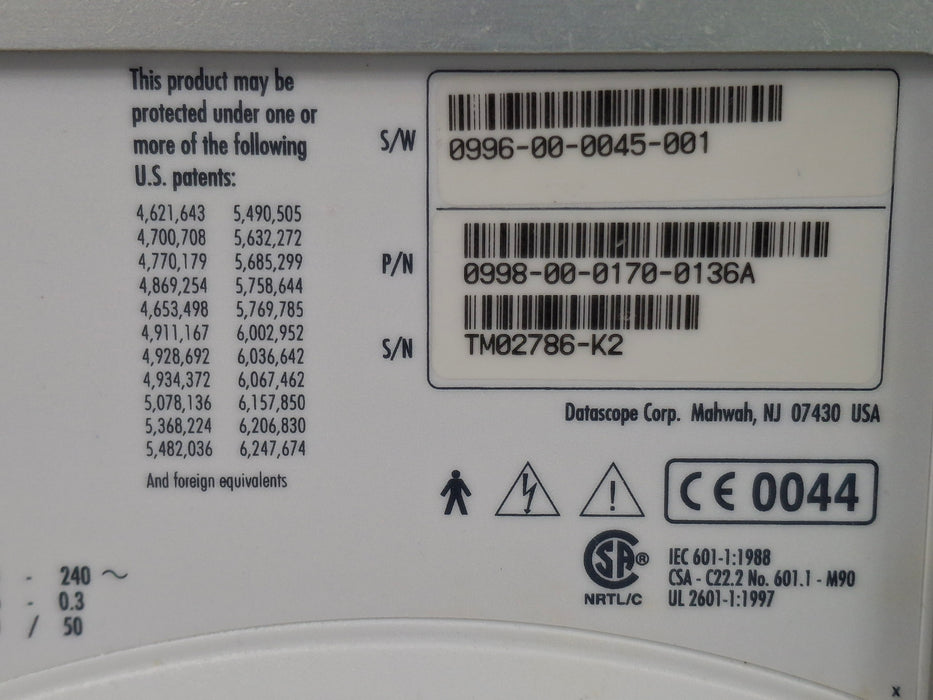 This product may be
protected under one or
more of the following
U.S. patents:
4,621,643 5,490,505
4,700,708 5,632,272
4,770,179 5,685,299
4,869,254 5,758,644
4,653,498 5,769,785
4,911,167 6,002,952
4,928,692 6,036,642
4,934,372 6,067,462
5,078,136 6,157,850
5,368,224 6,206,830
5,482,036 6,247,674
And foreign equivalents
S/W
0996-00-0045-001
P/N
0998-00-0170-0136A
S/N
TM02786-K2
Datascope Corp. Mahwah, NJ 07430 USA
! CE 0044
SA ®
NRTL/C
IEC 601-1:1988
CSA - C22.2 No. 601.1 - M90
UL 2601-1:1997
- 240 ~
- 0.3
/ 50
x